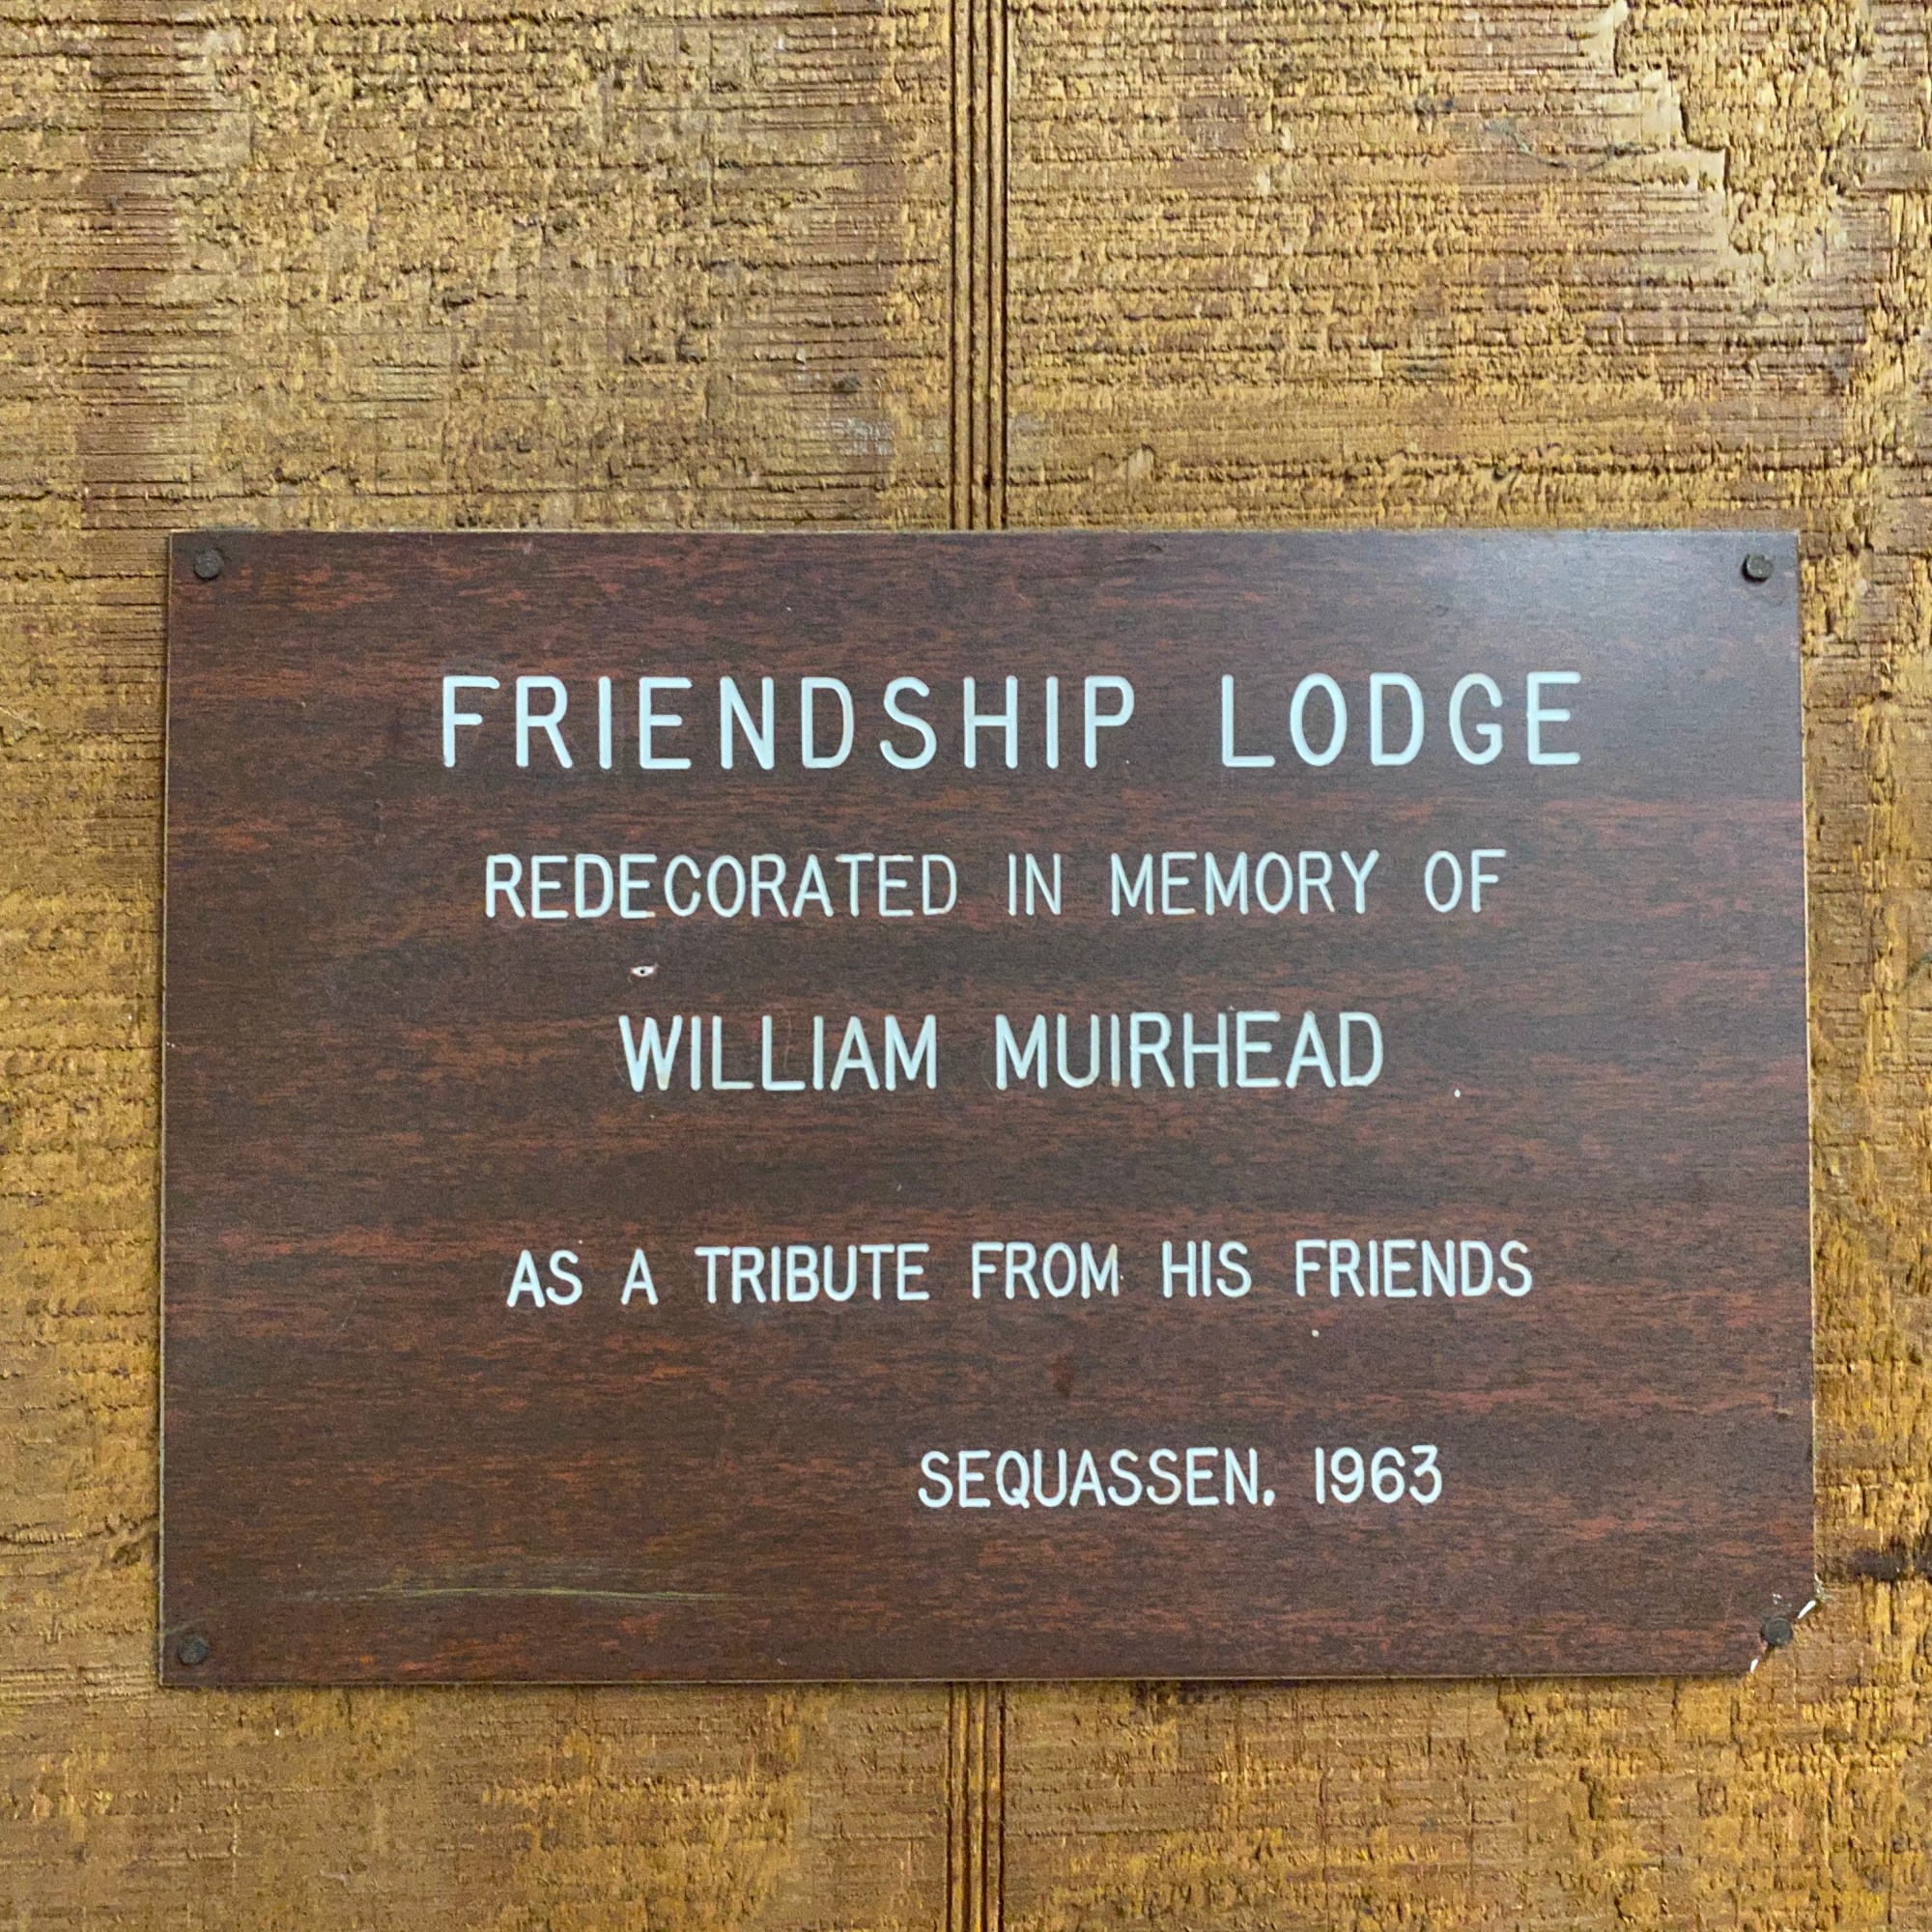 FRIENDSHIP LODGE
REDECORATED IN MEMORY OF
WILLIAM MUIRHEAD
AS A TRIBUTE FROM HIS FRIENDS
SEQUASSEN, 1963